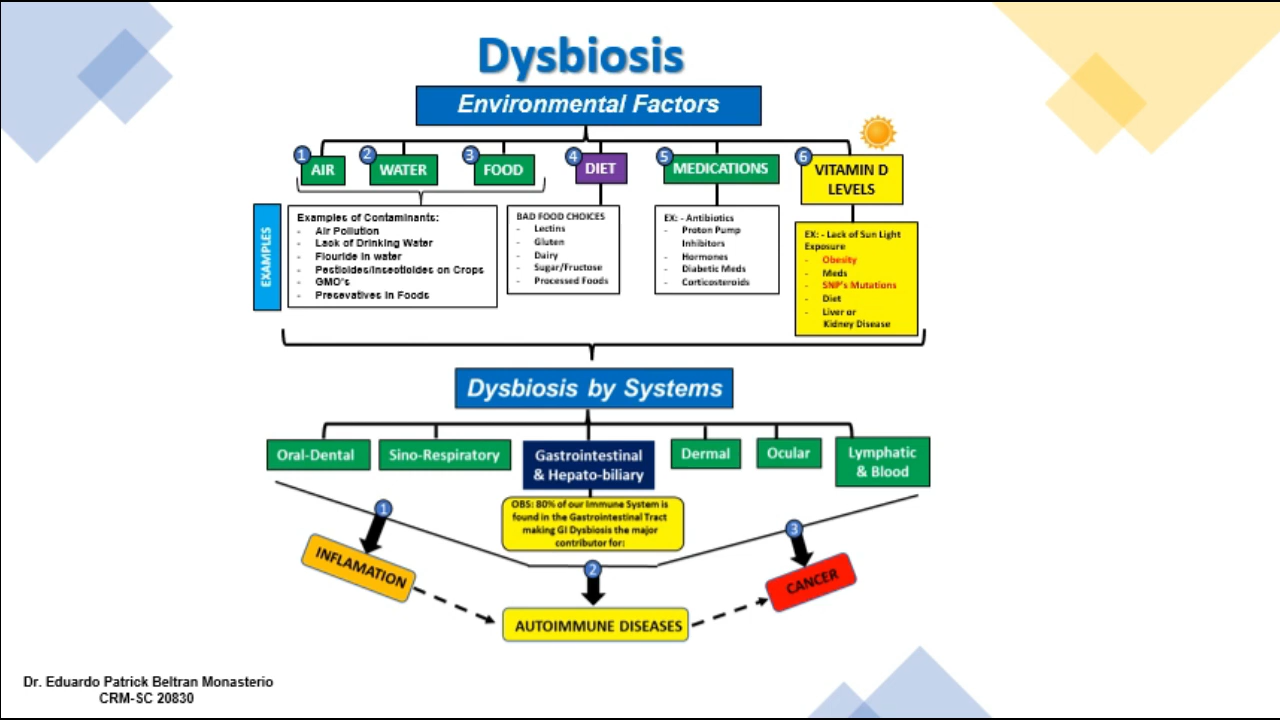 Dysbiosis
Environmental Factors
1 AIR
2 WATER
3 FOOD
4 DIET
5 MEDICATIONS
6 VITAMIN D
LEVELS
EXAMPLES
Examples of Contaminants:
- Air Pollution
- Lack of Drinking Water
- Flouride in water
- Pesticides/Insecticides on Crops
- GMO's
- Presevatives in Foods
BAD FOOD CHOICES
- Lectins
- Gluten
- Dairy
- Sugar/Fructose
- Processed Foods
EX: - Antibiotics
- Proton Pump
Inhibitors
- Hormones
- Diabetic Meds
- Corticosteroids
EX: - Lack of Sun Light
Exposure
- Obesity
- Meds
- SNP's Mutations
- Diet
- Liver or
Kidney Disease
Dysbiosis by Systems
Oral-Dental
Sino-Respiratory
Gastrointestinal
& Hepato-biliary
Dermal
Ocular
Lymphatic
& Blood
OBS: 80% of our Immune System is
found in the Gastrointestinal Tract
making GI Dysbiosis the major
contributor for:
1
INFLAMATION
2
AUTOIMMUNE DISEASES
3
CANCER
Dr. Eduardo Patrick Beltran Monasterio
CRM-SC 20830